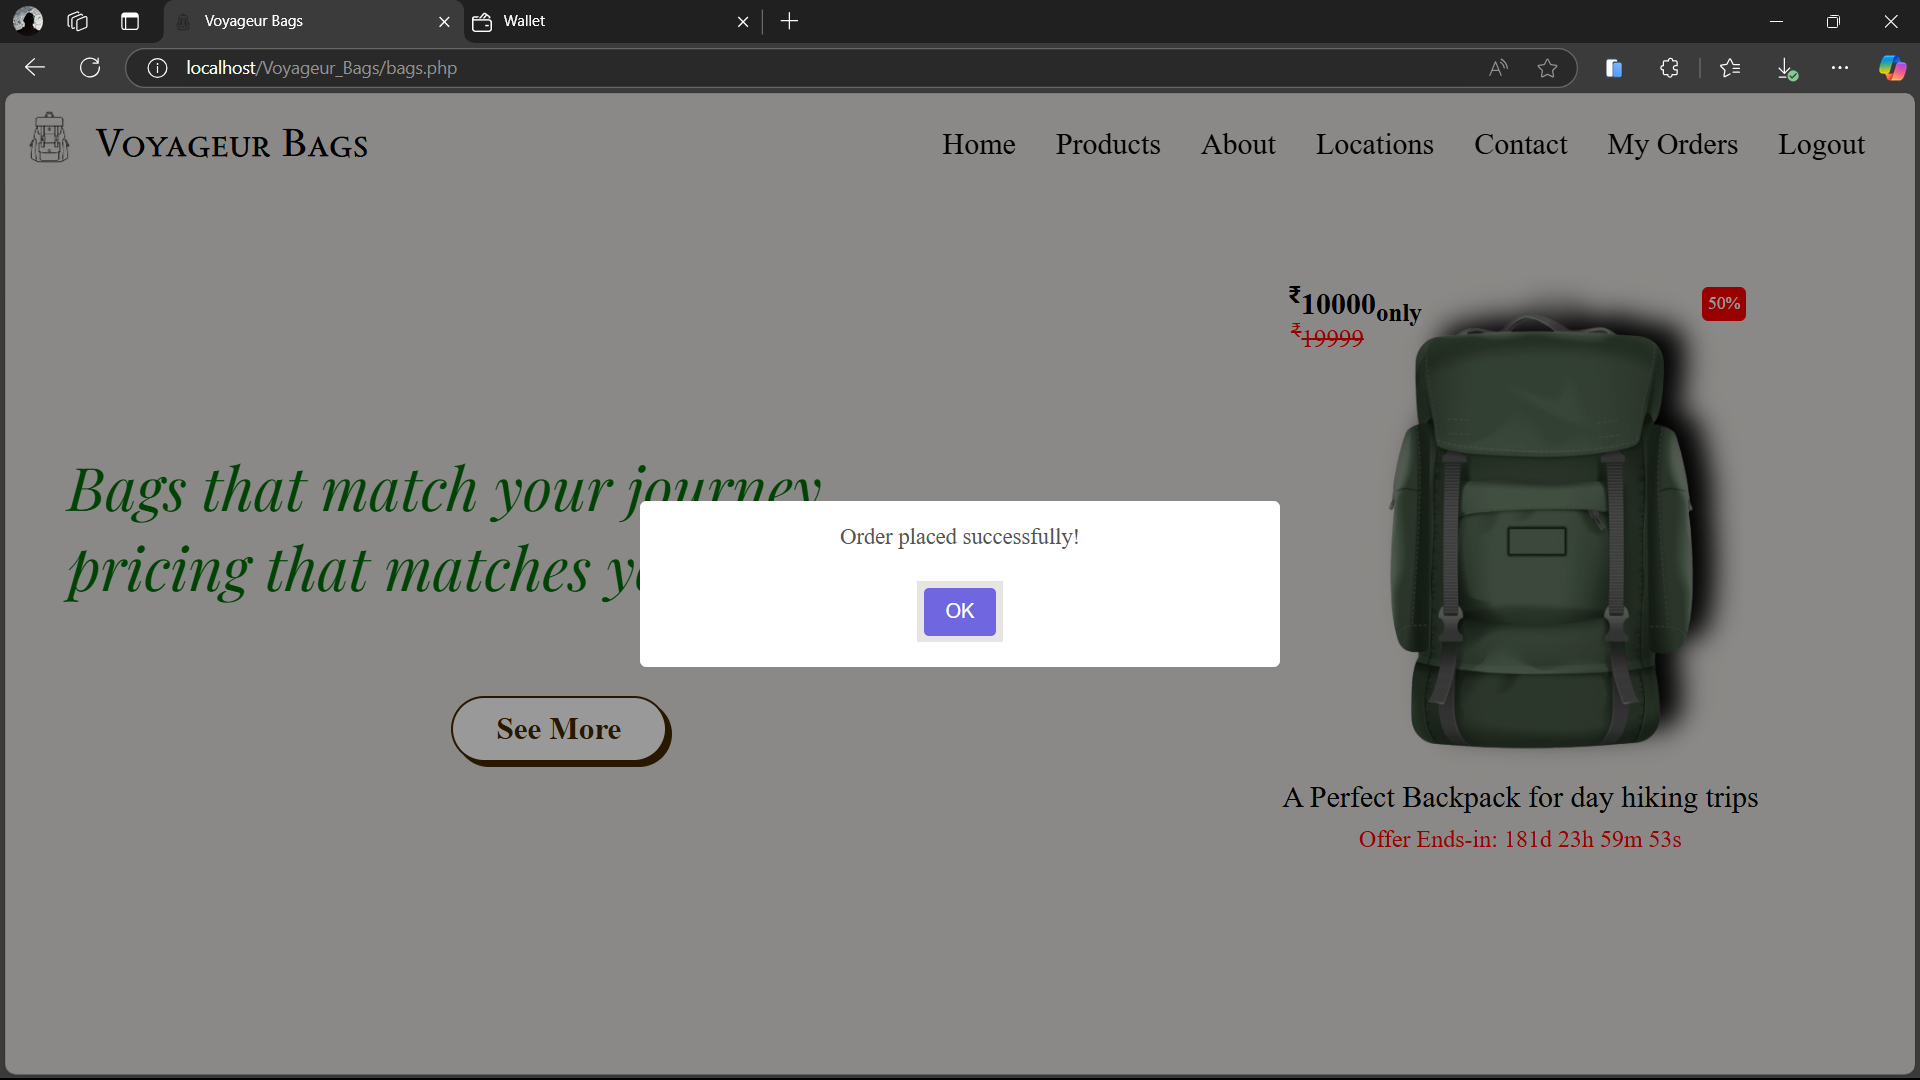 Voyageur Bags
Wallet
localhost/Voyageur_Bags/bags.php
Voyageur Bags
Home Products About Locations Contact My Orders Logout
₹10000only
₹19999
50%
Bags that match your journey
pricing that matches
Order placed successfully!
OK
See More
A Perfect Backpack for day hiking trips
Offer Ends-in: 181d 23h 59m 53s